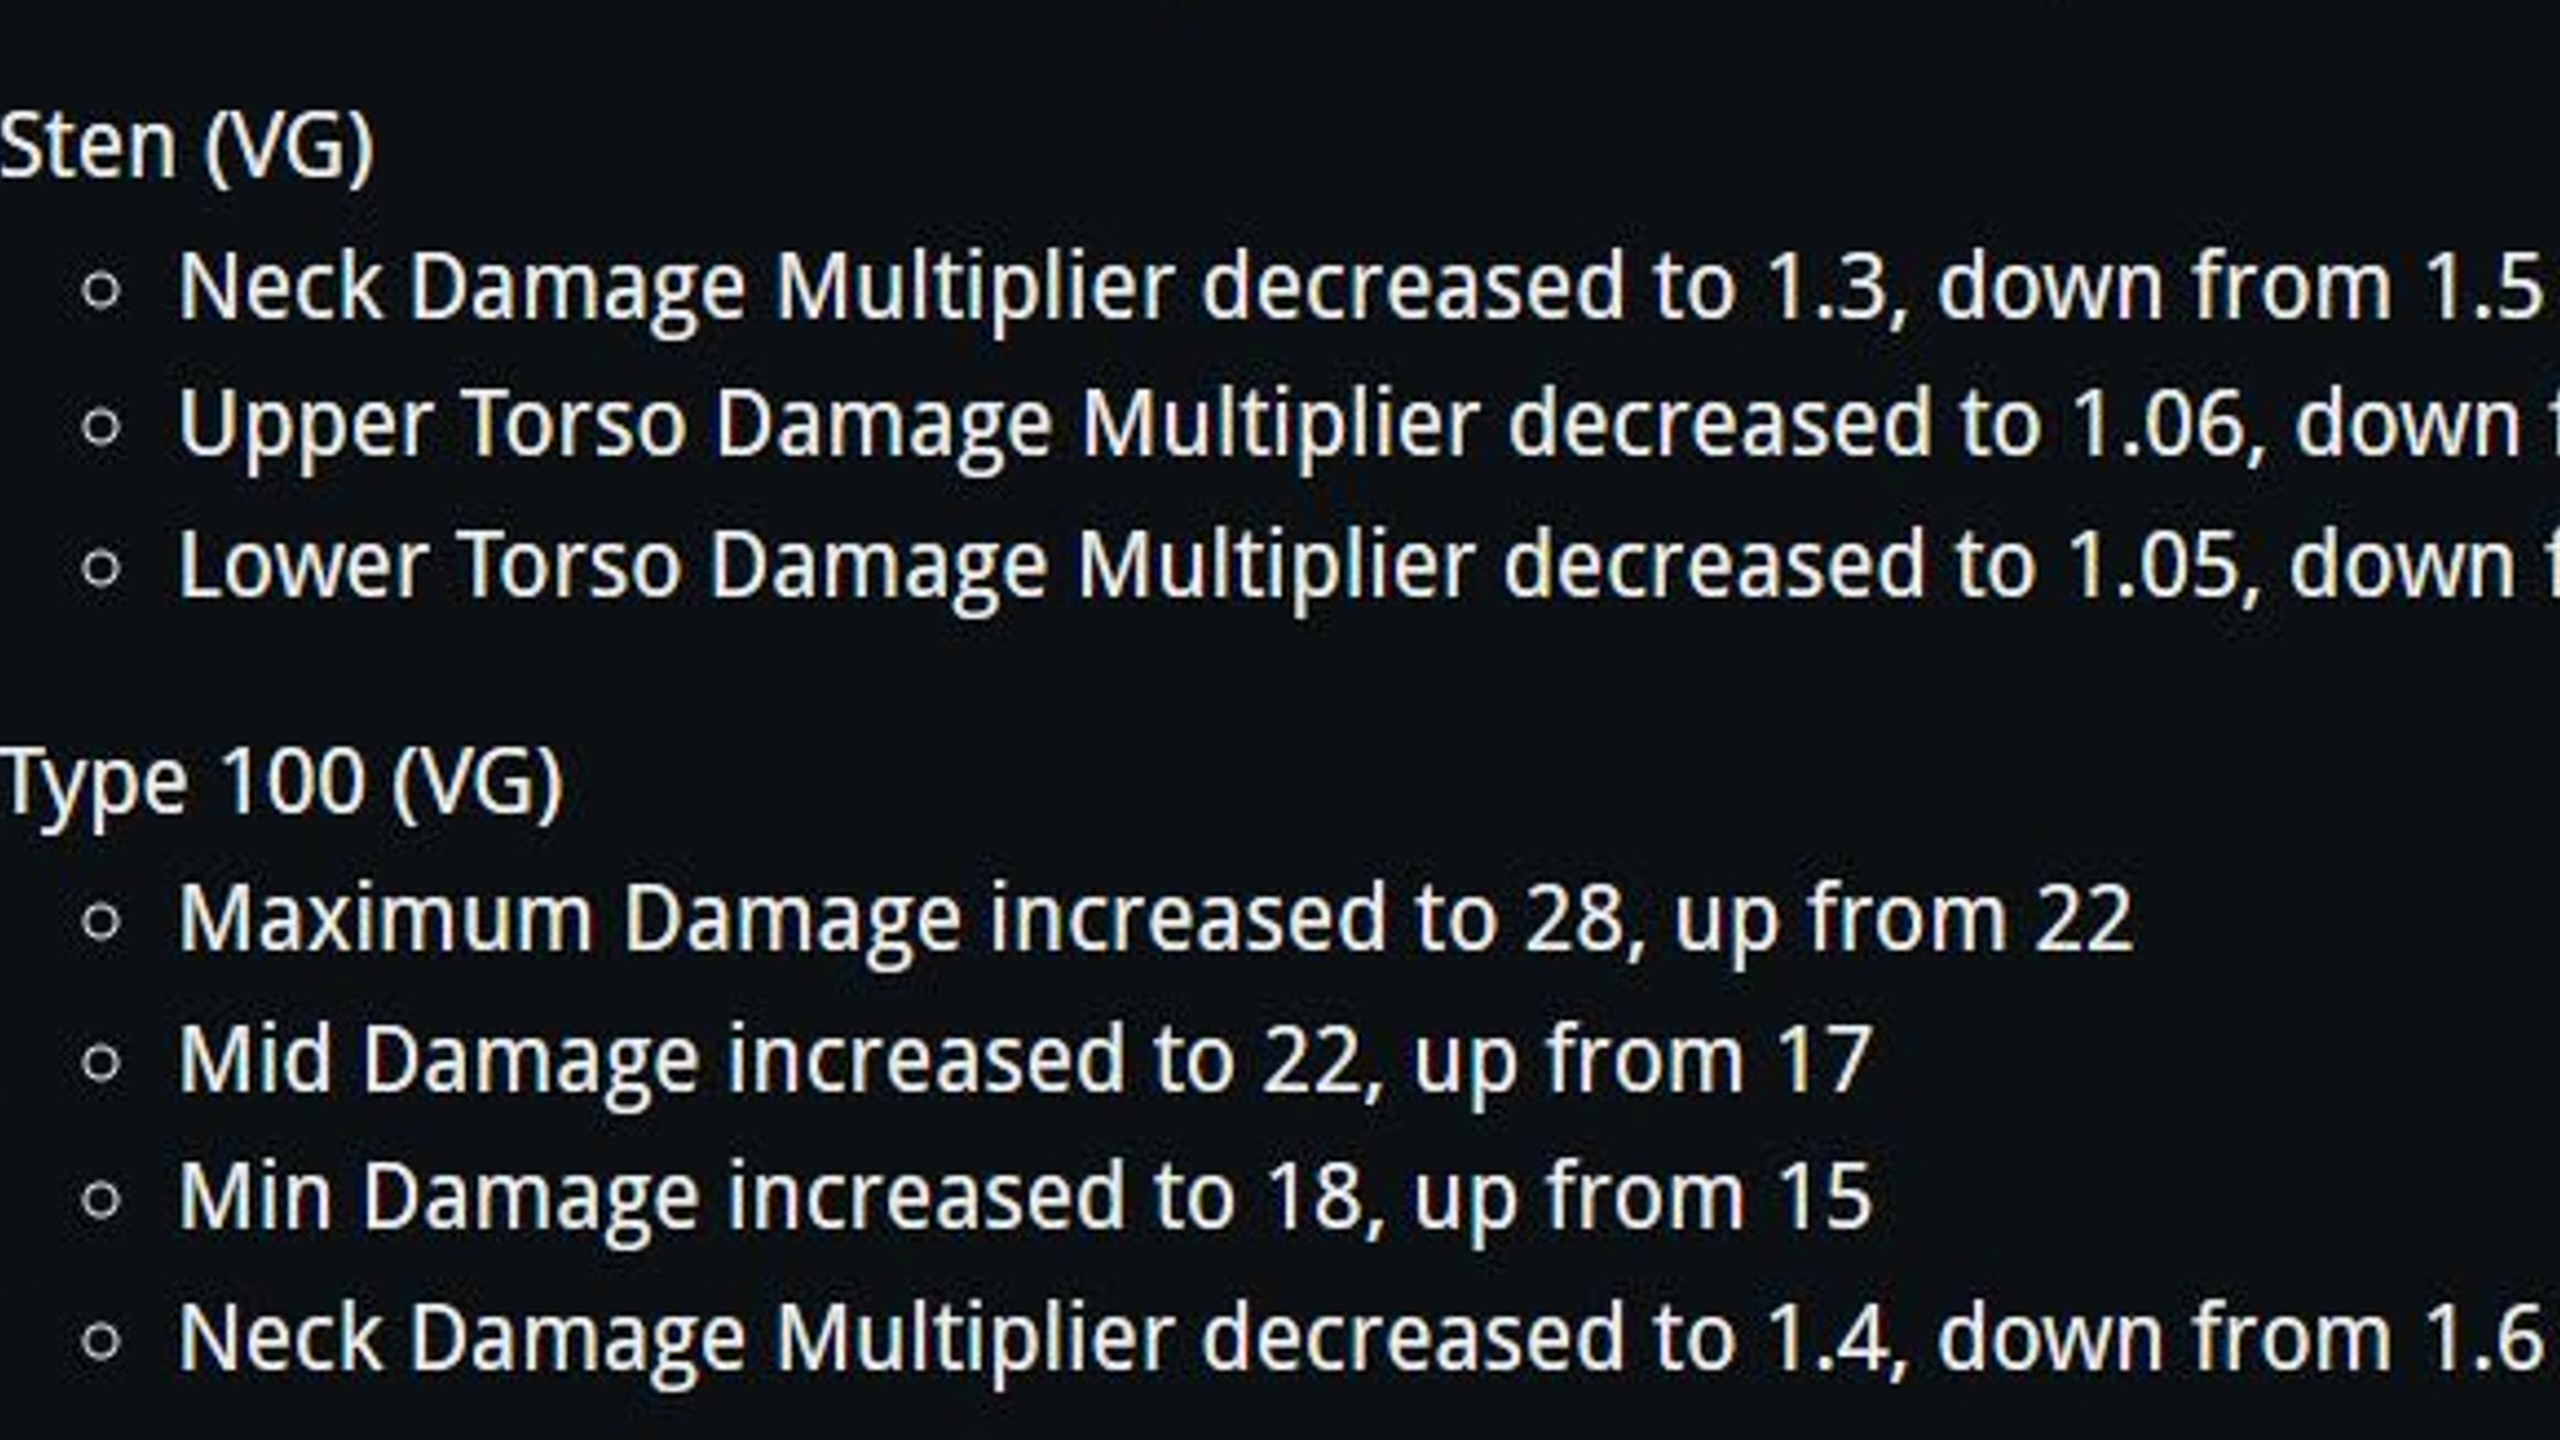 Sten (VG)
○ Neck Damage Multiplier decreased to 1.3, down from 1.5
○ Upper Torso Damage Multiplier decreased to 1.06, down
○ Lower Torso Damage Multiplier decreased to 1.05, down
Type 100 (VG)
○ Maximum Damage increased to 28, up from 22
○ Mid Damage increased to 22, up from 17
○ Min Damage increased to 18, up from 15
○ Neck Damage Multiplier decreased to 1.4, down from 1.6